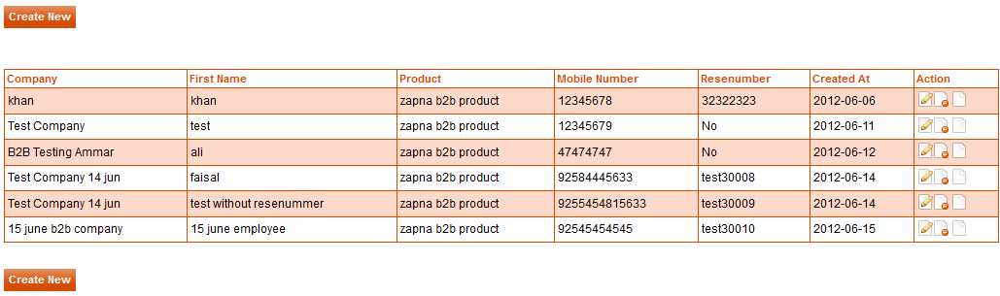 Create New
Company First Name Product Mobile Number Resenumber Created At Action
khan khan zapna b2b product 12345678 32322323 2012-06-06
Test Company test zapna b2b product 12345679 No 2012-06-11
B2B Testing Ammar ali zapna b2b product 47474747 No 2012-06-12
Test Company 14 jun faisal zapna b2b product 92584445633 test30008 2012-06-14
Test Company 14 jun test without resenummer zapna b2b product 9255454815633 test30009 2012-06-14
15 june b2b company 15 june employee zapna b2b product 92545454545 test30010 2012-06-15
Create New